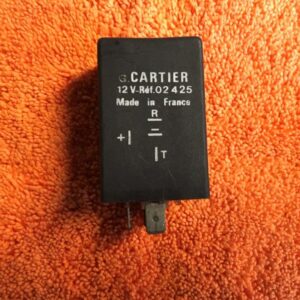 G. CARTIER
12 V-Réf. 02 425
Made in France
R
+
T